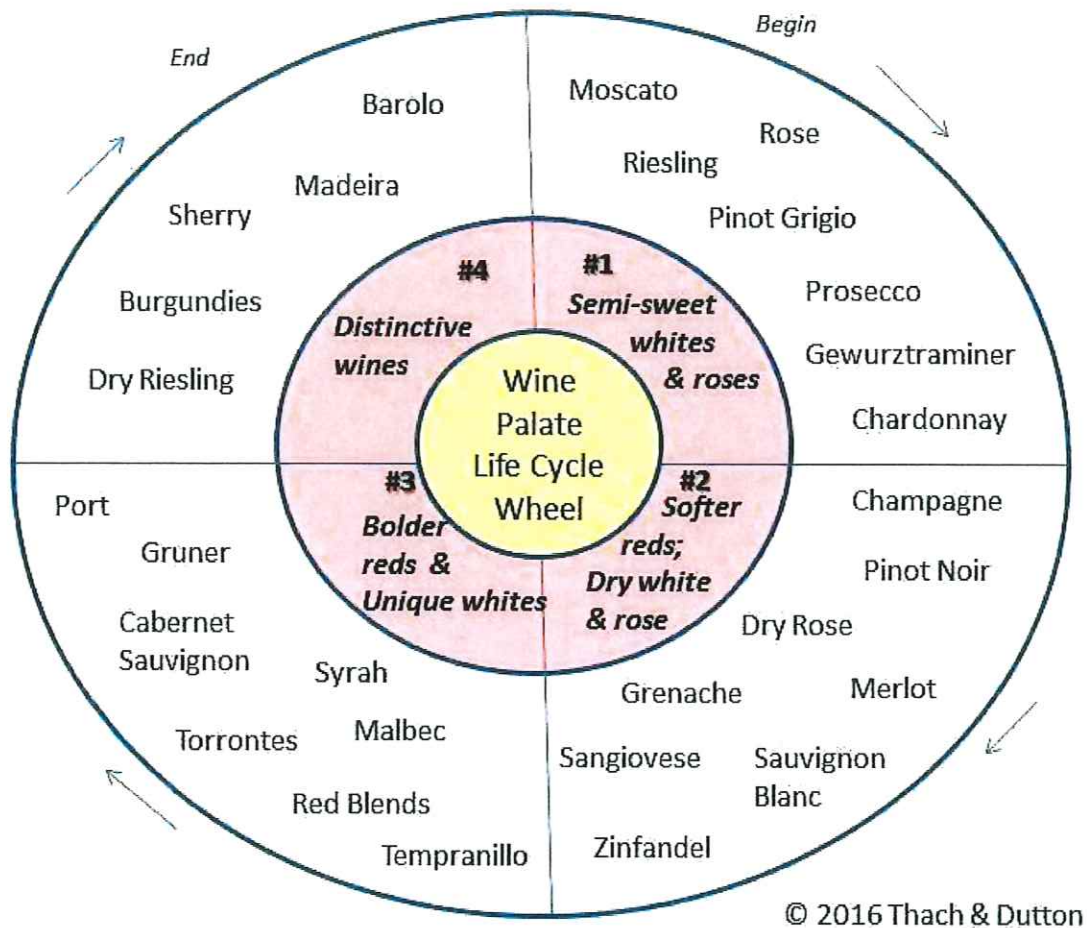 Begin
End
Moscato
Rose
Riesling
Pinot Grigio
Prosecco
Gewurztraminer
Chardonnay
#1
Semi-sweet
whites
& roses
Champagne
Pinot Noir
Dry Rose
Merlot
Grenache
Sangiovese
Sauvignon
Blanc
Zinfandel
#2
Softer
reds;
Dry white
& rose
Tempranillo
Red Blends
Malbec
Torrontes
Syrah
Cabernet
Sauvignon
Gruner
Port
#3
Bolder
reds &
Unique whites
Dry Riesling
Burgundies
Sherry
Madeira
Barolo
#4
Distinctive
wines
Wine
Palate
Life Cycle
Wheel
© 2016 Thach & Dutton